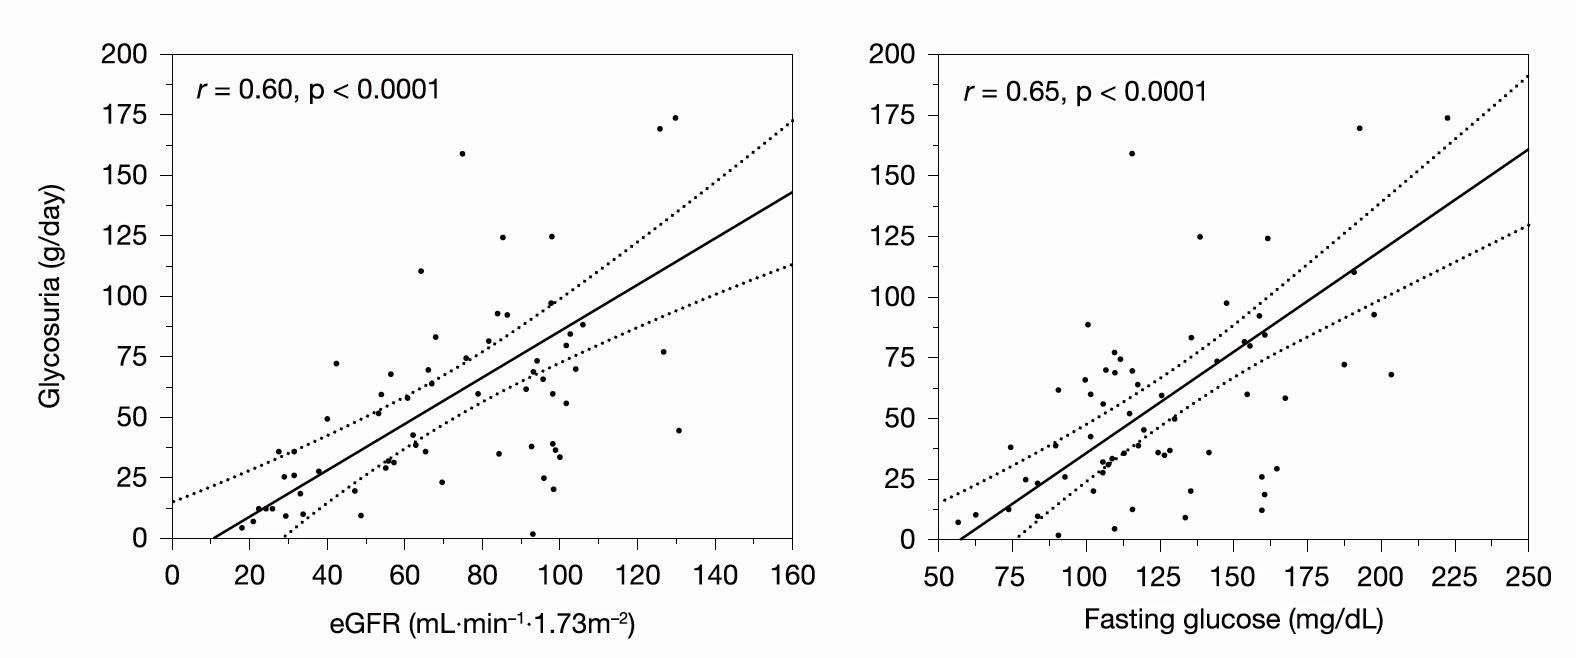 r = 0.60, p < 0.0001
200
175
150
125
100
75
50
25
0
Glycosuria (g/day)
0 20 40 60 80 100 120 140 160
eGFR (mL·min⁻¹·1.73m⁻²)
r = 0.65, p < 0.0001
200
175
150
125
100
75
50
25
0
50 75 100 125 150 175 200 225 250
Fasting glucose (mg/dL)